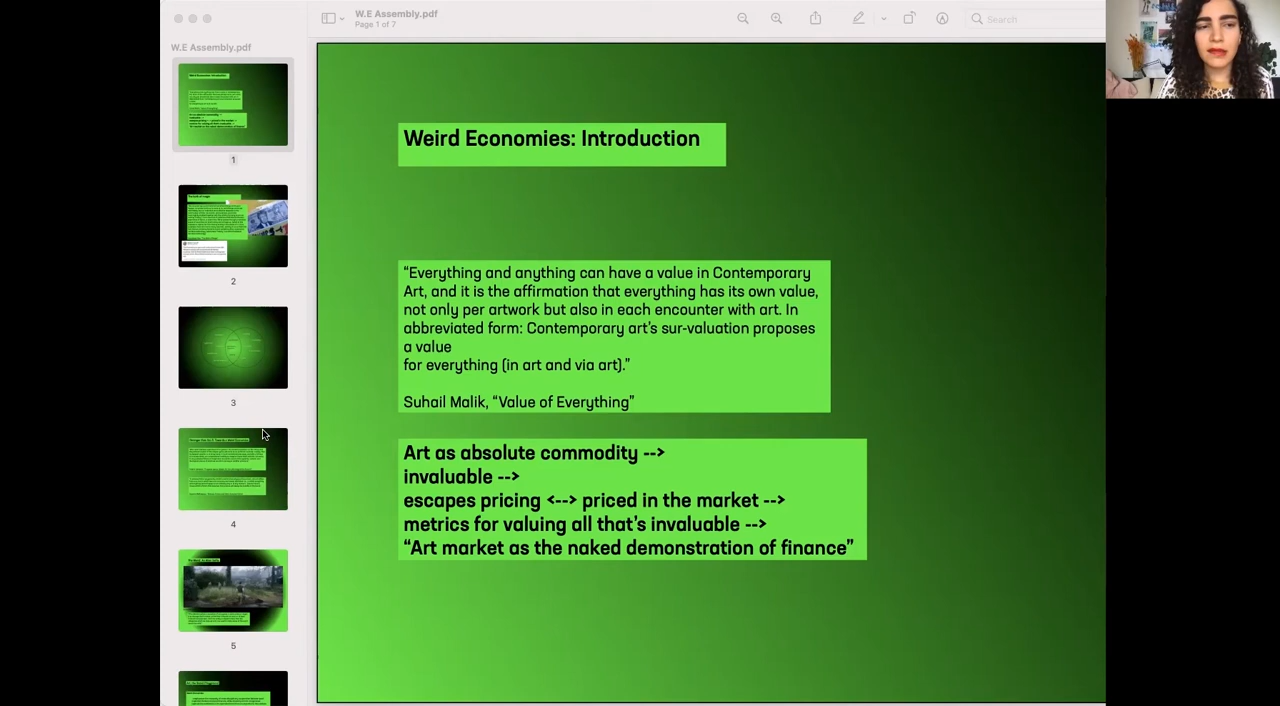 W.E Assembly.pdf
Page 1 of 7
Search
W.E Assembly.pdf
1
2
3
4
5
Weird Economies: Introduction
“Everything and anything can have a value in Contemporary
Art, and it is the affirmation that everything has its own value,
not only per artwork but also in each encounter with art. In
abbreviated form: Contemporary art’s sur-valuation proposes
a value
for everything (in art and via art).”
Suhail Malik, “Value of Everything”
Art as absolute commodity -->
invaluable -->
escapes pricing <--> priced in the market -->
metrics for valuing all that’s invaluable -->
“Art market as the naked demonstration of finance”